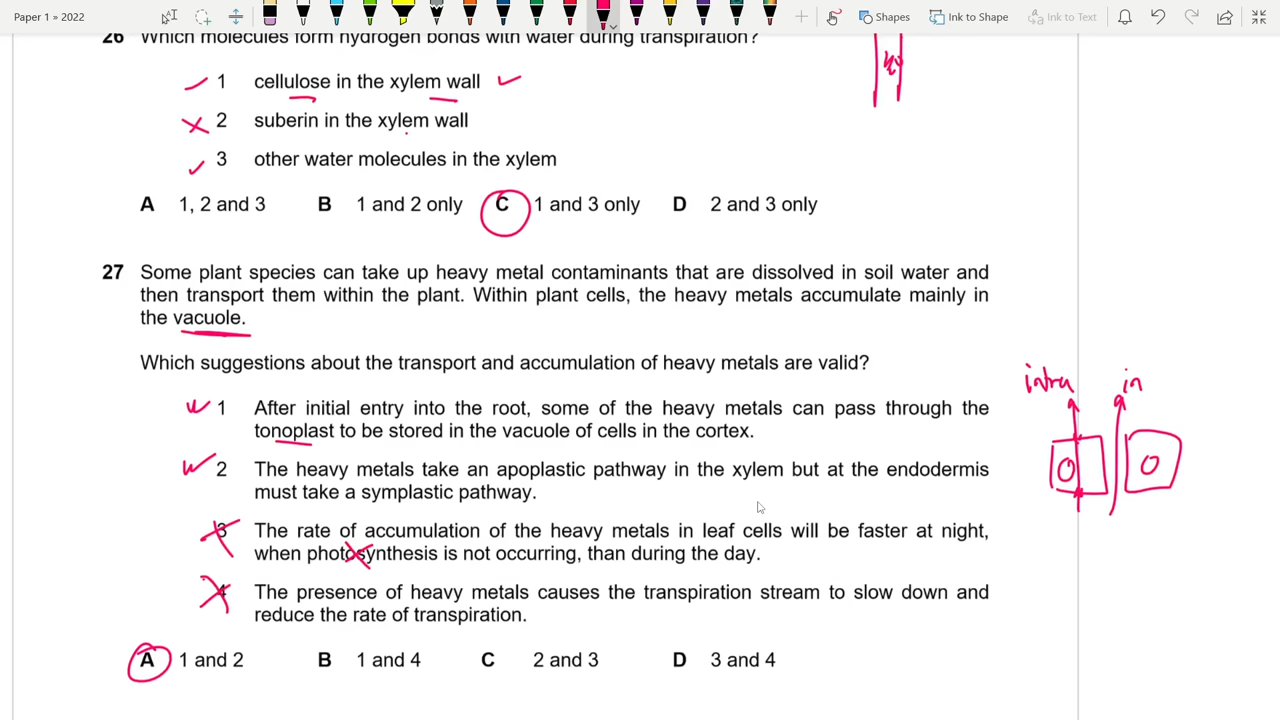 Paper 1 » 2022
Shapes
Ink to Shape
Ink to Text
26 Which molecules form hydrogen bonds with water during transpiration?
1 cellulose in the xylem wall
2 suberin in the xylem wall
3 other water molecules in the xylem
A 1, 2 and 3 B 1 and 2 only C 1 and 3 only D 2 and 3 only
27 Some plant species can take up heavy metal contaminants that are dissolved in soil water and
then transport them within the plant. Within plant cells, the heavy metals accumulate mainly in
the vacuole.
Which suggestions about the transport and accumulation of heavy metals are valid?
intra in
1 After initial entry into the root, some of the heavy metals can pass through the
tonoplast to be stored in the vacuole of cells in the cortex.
2 The heavy metals take an apoplastic pathway in the xylem but at the endodermis
must take a symplastic pathway.
3 The rate of accumulation of the heavy metals in leaf cells will be faster at night,
when photosynthesis is not occurring, than during the day.
4 The presence of heavy metals causes the transpiration stream to slow down and
reduce the rate of transpiration.
A 1 and 2 B 1 and 4 C 2 and 3 D 3 and 4